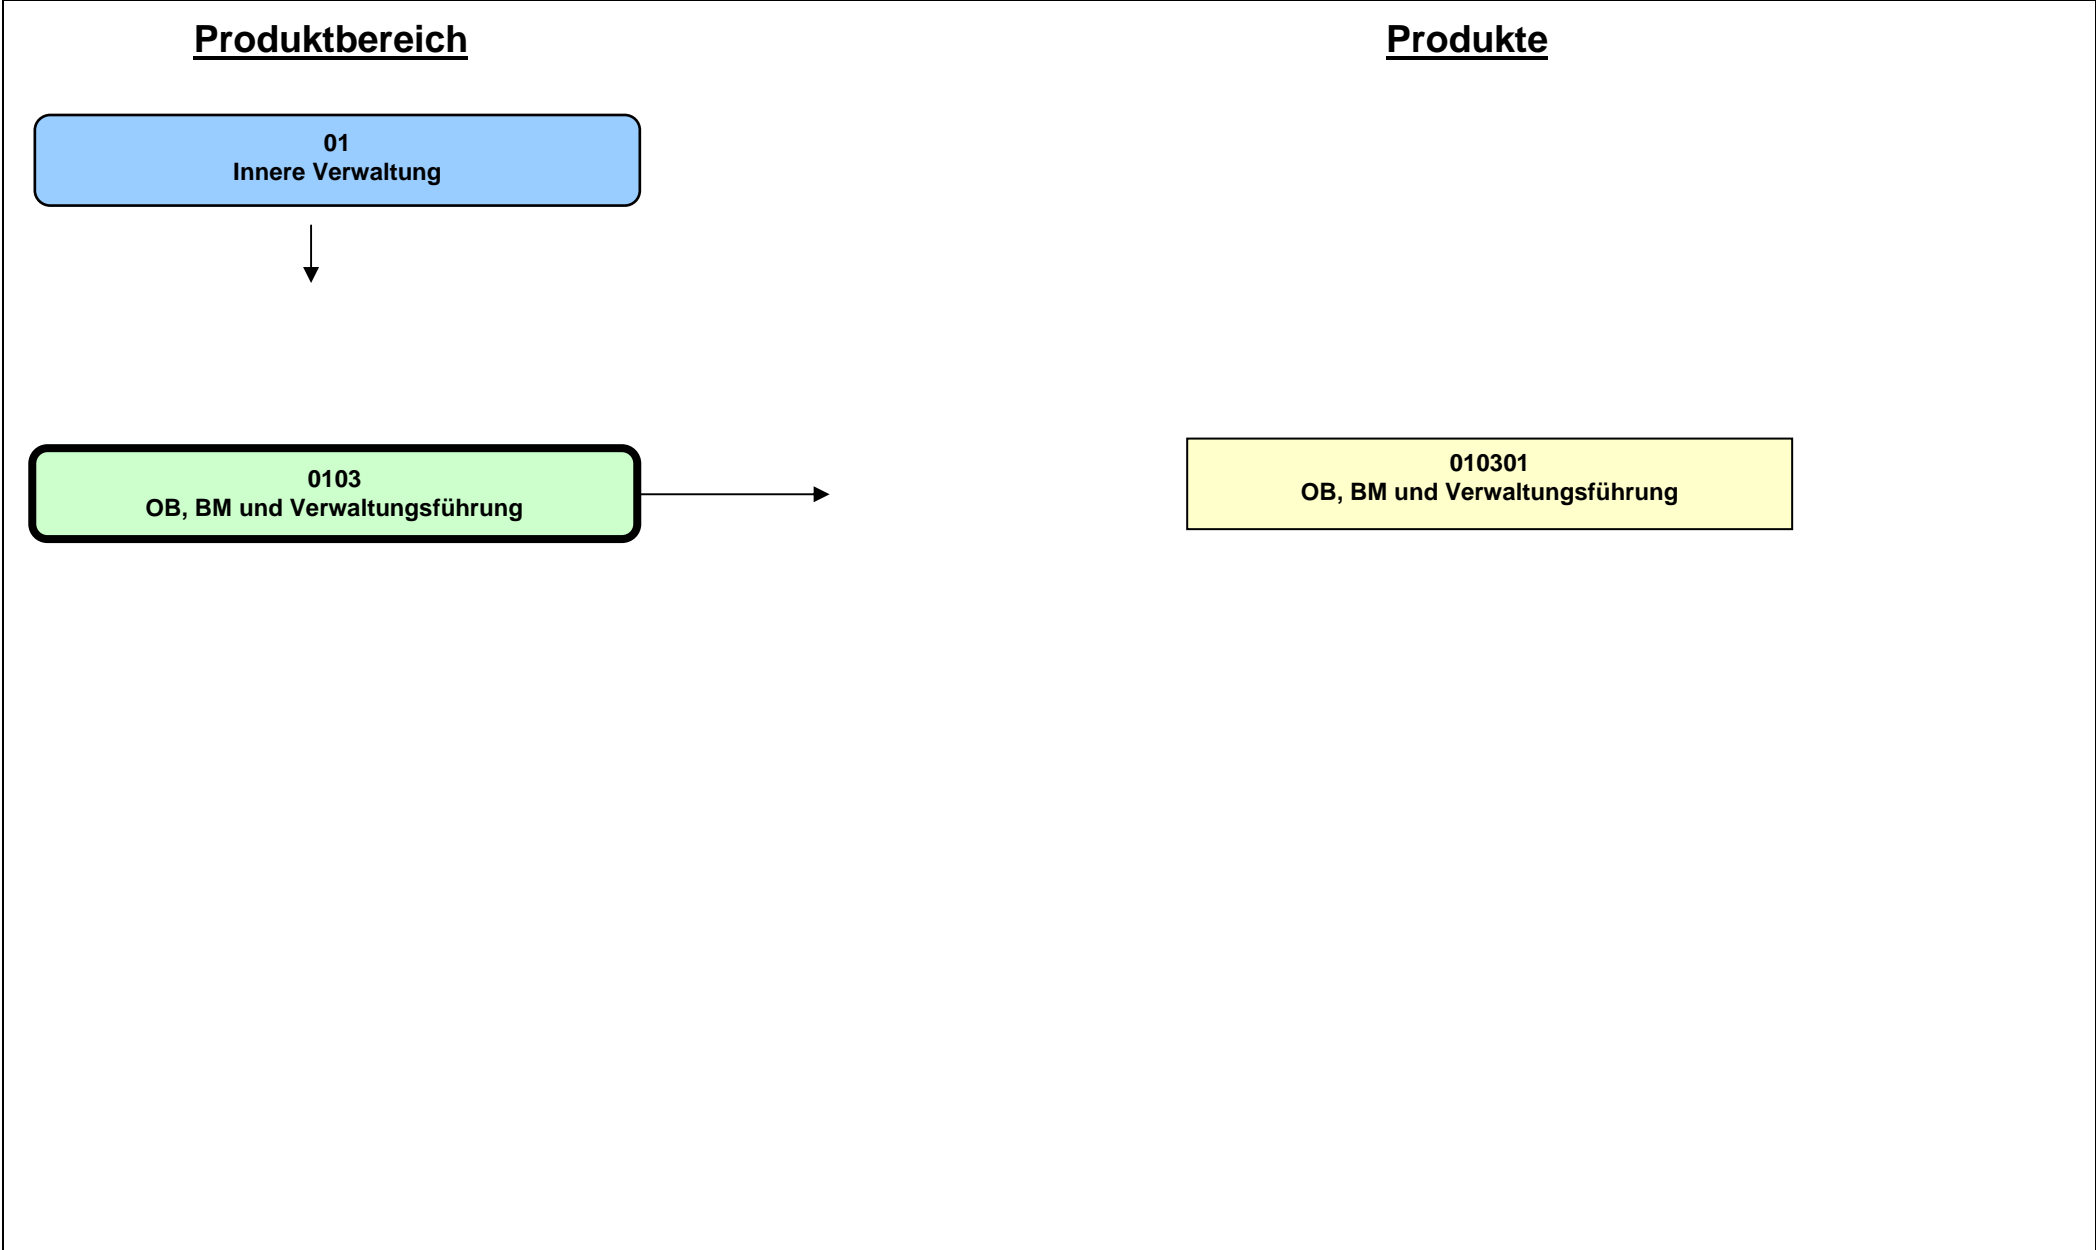 Produktbereich
Produkte
01
Innere Verwaltung
0103
OB, BM und Verwaltungsführung
010301
OB, BM und Verwaltungsführung